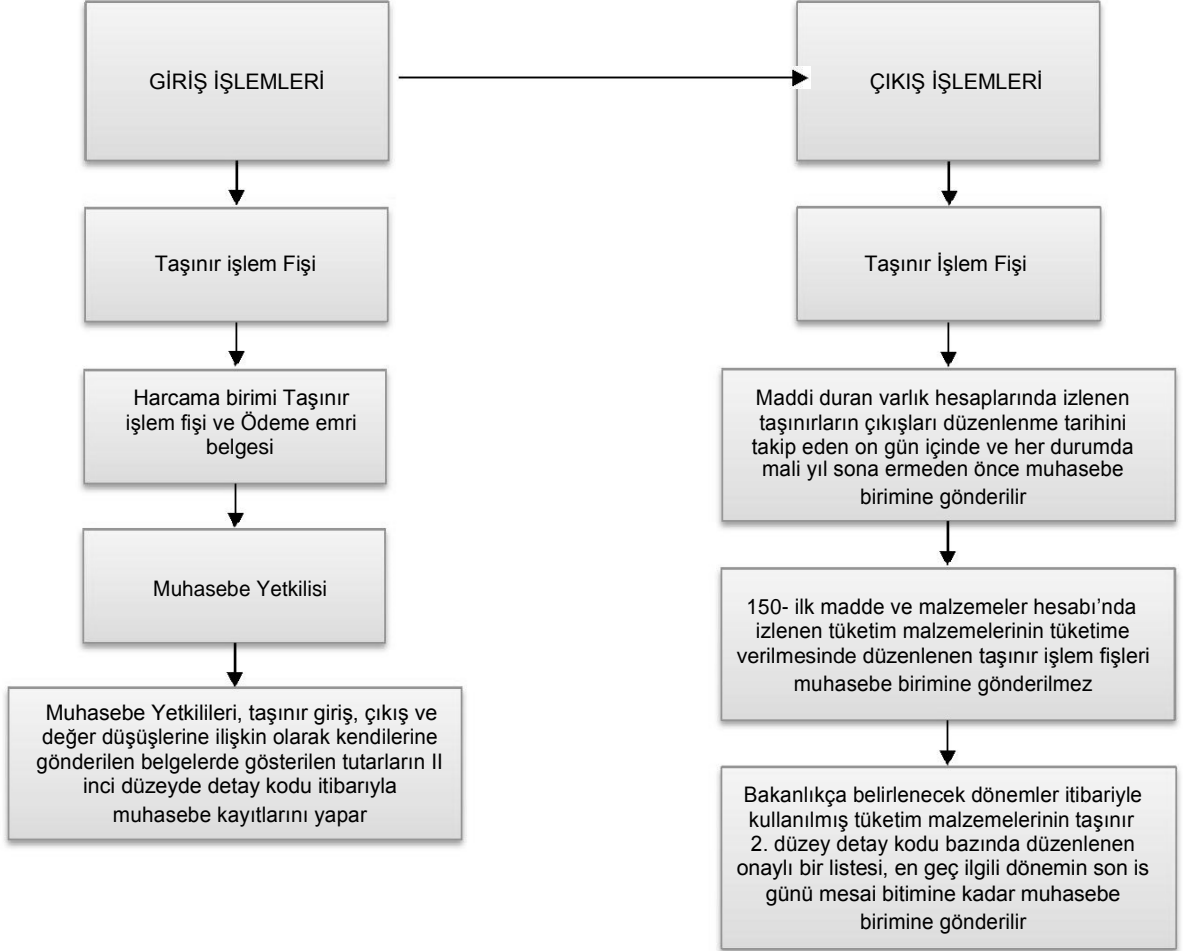 GİRİŞ İŞLEMLERİ
Taşınır işlem Fişi
Harcama birimi Taşınır
işlem fişi ve Ödeme emri
belgesi
Muhasebe Yetkilisi
Muhasebe Yetkilileri, taşınır giriş, çıkış ve
değer düşüşlerine ilişkin olarak kendilerine
gönderilen belgelerde gösterilen tutarların II
inci düzeyde detay kodu itibarıyla
muhasebe kayıtlarını yapar
ÇIKIŞ İŞLEMLERİ
Taşınır İşlem Fişi
Maddi duran varlık hesaplarında izlenen
taşınırların çıkışları düzenlenme tarihini
takip eden on gün içinde ve her durumda
mali yıl sona ermeden önce muhasebe
birimine gönderilir
150- ilk madde ve malzemeler hesabı’nda
izlenen tüketim malzemelerinin tüketime
verilmesinde düzenlenen taşınır işlem fişleri
muhasebe birimine gönderilmez
Bakanlıkça belirlenecek dönemler itibariyle
kullanılmış tüketim malzemelerinin taşınır
2. düzey detay kodu bazında düzenlenen
onaylı bir listesi, en geç ilgili dönemin son is
günü mesai bitimine kadar muhasebe
birimine gönderilir